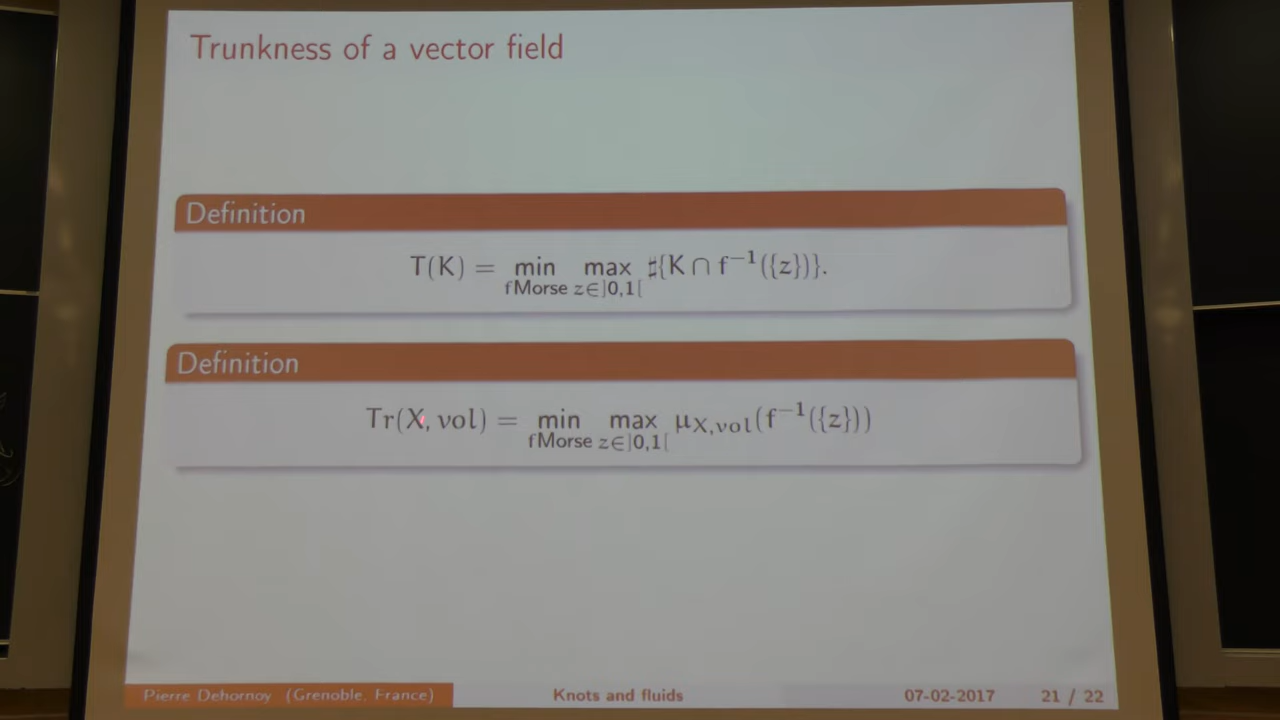 Trunkness of a vector field
Definition
T(K) = min max ♯{K ∩ f⁻¹({z})}.
fMorse z∈]0,1[
Definition
Tr(X, vol) = min max μX,vol(f⁻¹({z}))
fMorse z∈]0,1[
Pierre Dehornoy (Grenoble, France) Knots and fluids 07-02-2017 21 / 22